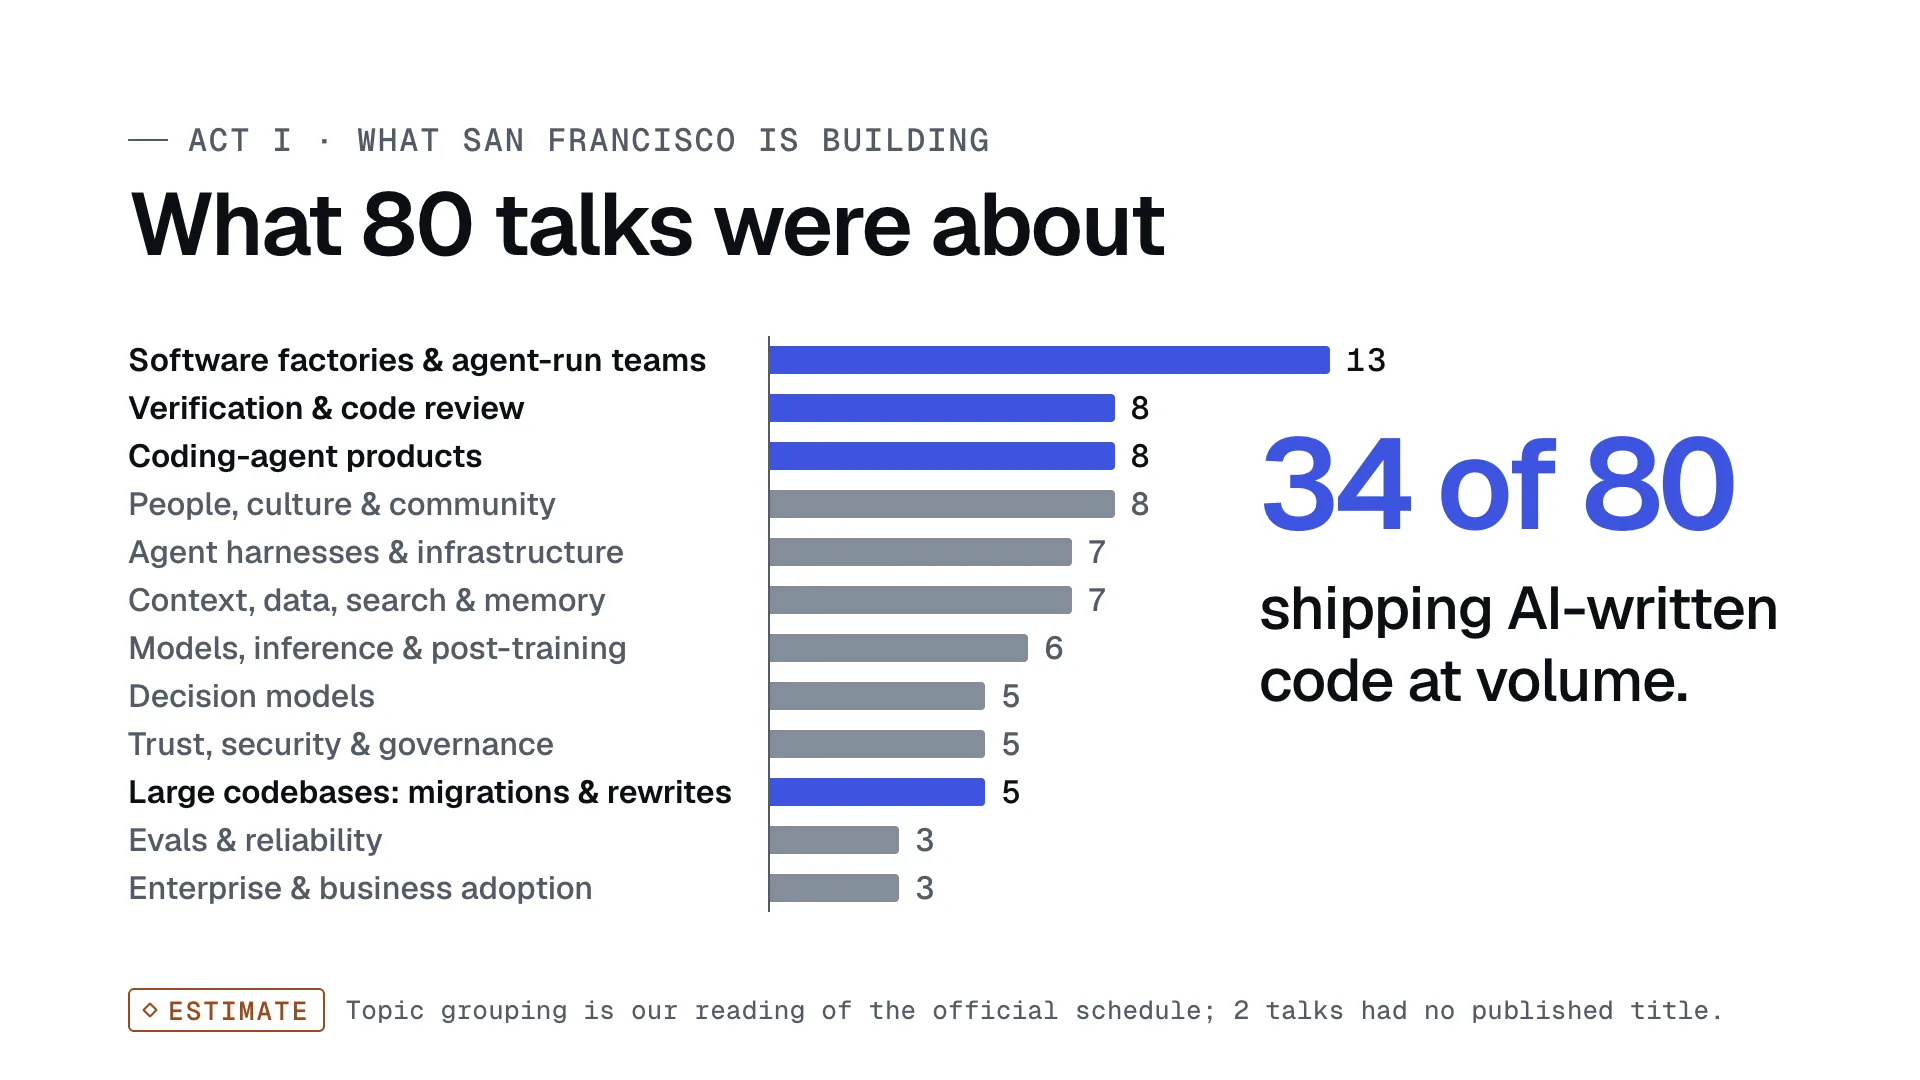 ACT I · WHAT SAN FRANCISCO IS BUILDING
What 80 talks were about
Software factories & agent-run teams 13
Verification & code review 8
Coding-agent products 8
People, culture & community 8
Agent harnesses & infrastructure 7
Context, data, search & memory 7
Models, inference & post-training 6
Decision models 5
Trust, security & governance 5
Large codebases: migrations & rewrites 5
Evals & reliability 3
Enterprise & business adoption 3
34 of 80
shipping AI-written
code at volume.
ESTIMATE Topic grouping is our reading of the official schedule; 2 talks had no published title.